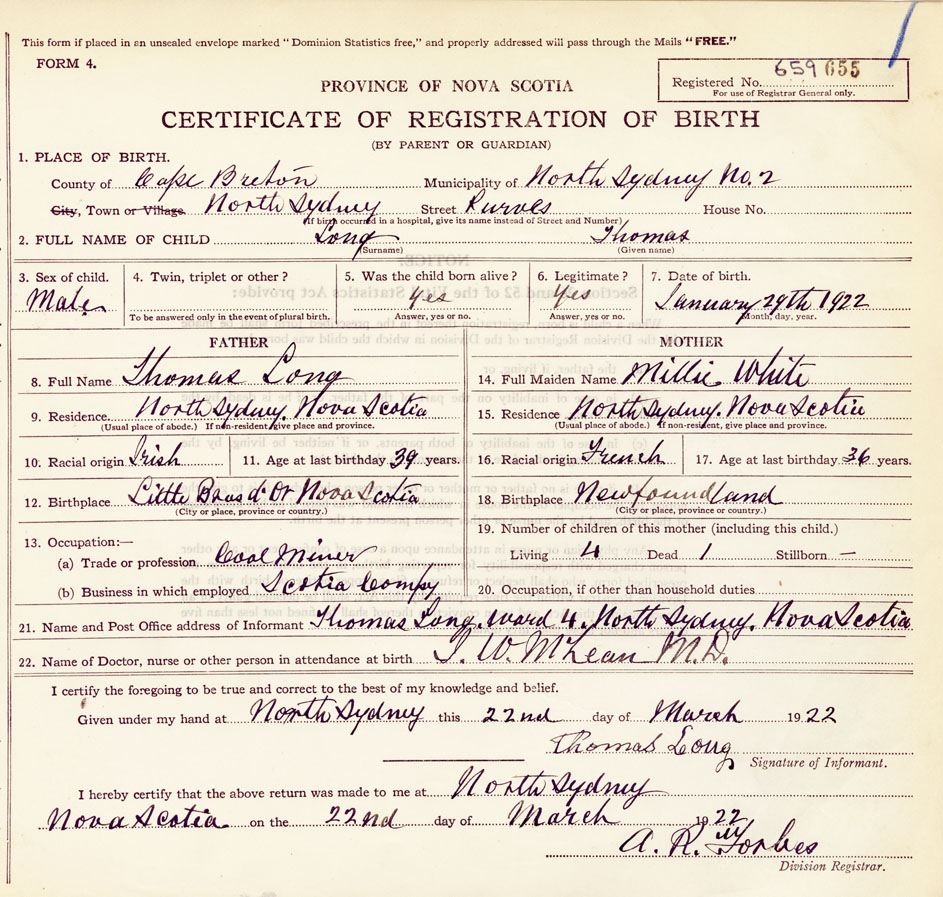 This form if placed in an unsealed envelope marked "Dominion Statistics free," and properly addressed will pass through the Mails "FREE."
FORM 4.
Registered No. 659 655
For use of Registrar General only.
PROVINCE OF NOVA SCOTIA
CERTIFICATE OF REGISTRATION OF BIRTH
(BY PARENT OR GUARDIAN)
1. PLACE OF BIRTH.
County of Cape Breton Municipality of North Sydney No. 2
City, Town or Village North Sydney Street Purves House No.
(If birth occurred in a hospital, give its name instead of Street and Number)
2. FULL NAME OF CHILD Long Thomas
(Surname) (Given name)
3. Sex of child. 4. Twin, triplet or other? 5. Was the child born alive? 6. Legitimate? 7. Date of birth.
Male Yes Yes January 29th 1922
To be answered only in the event of plural birth. Answer, yes or no. Answer, yes or no. Month, day, year.
FATHER MOTHER
8. Full Name Thomas Long 14. Full Maiden Name Millie White
9. Residence North Sydney. Nova Scotia 15. Residence North Sydney. Nova Scotia
(Usual place of abode.) If non-resident, give place and province. (Usual place of abode.) If non-resident, give place and province.
10. Racial origin Irish 11. Age at last birthday 39 years. 16. Racial origin French 17. Age at last birthday 36 years.
12. Birthplace Little Bras d' Or Nova Scotia 18. Birthplace Newfoundland
(City or place, province or country.) (City or place, province or country.)
13. Occupation:— 19. Number of children of this mother (including this child.)
(a) Trade or profession Coal Miner Living 4 Dead 1 Stillborn —
(b) Business in which employed Scotia Compy 20. Occupation, if other than household duties
21. Name and Post Office address of Informant Thomas Long. Ward 4. North Sydney. Nova Scotia
22. Name of Doctor, nurse or other person in attendance at birth W. McLean M.D.
I certify the foregoing to be true and correct to the best of my knowledge and belief.
Given under my hand at North Sydney this 22nd day of March 1922
Thomas Long
Signature of Informant.
I hereby certify that the above return was made to me at North Sydney
Nova Scotia on the 22nd day of March 1922
A. R. Forbes
Division Registrar.